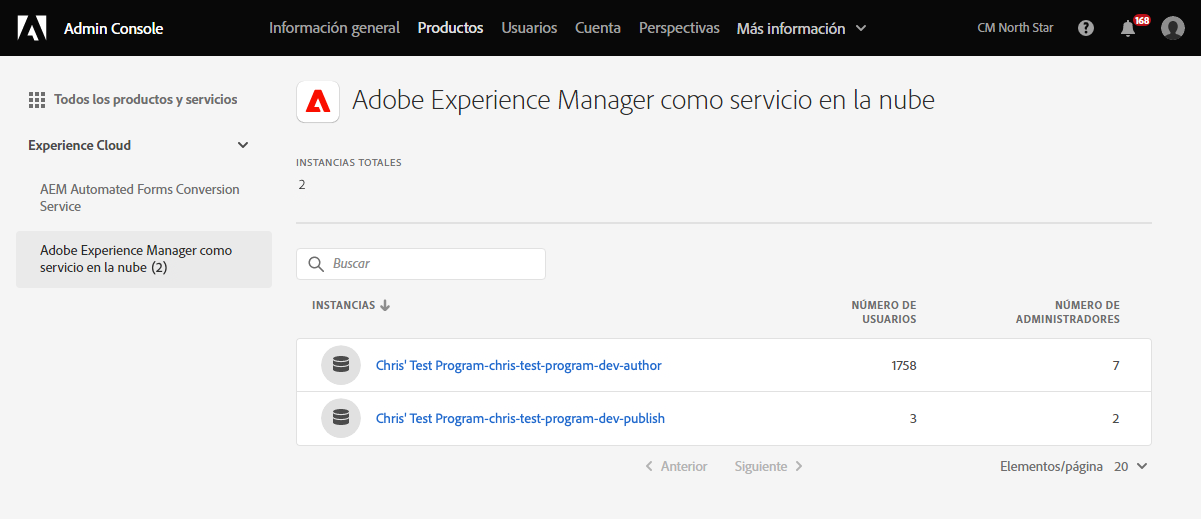 Admin Console Información general Productos Usuarios Cuenta Perspectivas Más información CM North Star ? 168
Todos los productos y servicios
Experience Cloud
AEM Automated Forms Conversion
Service
Adobe Experience Manager como
servicio en la nube (2)
Adobe Experience Manager como servicio en la nube
INSTANCIAS TOTALES
2
Buscar
INSTANCIAS
NÚMERO DE
USUARIOS
NÚMERO DE
ADMINISTRADORES
Chris' Test Program-chris-test-program-dev-author 1758 7
Chris' Test Program-chris-test-program-dev-publish 3 2
Anterior Siguiente Elementos/página 20